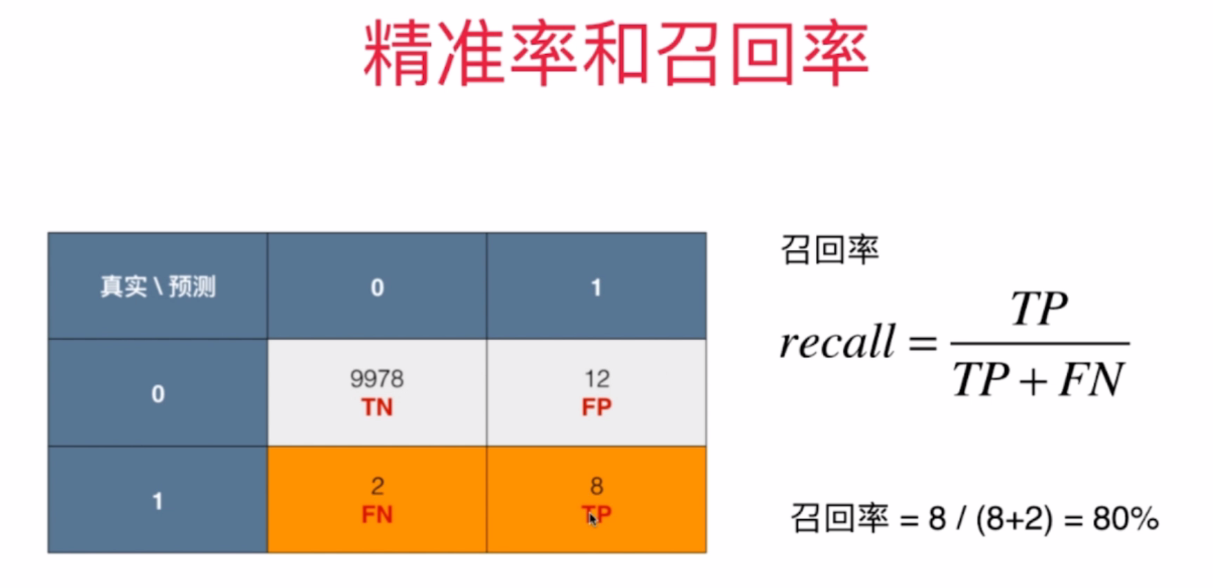 精准率和召回率
真实 \ 预测 0 1
0 9978 12
TN FP
1 2 8
FN TP
召回率
recall = TP / (TP + FN)
召回率 = 8 / (8+2) = 80%